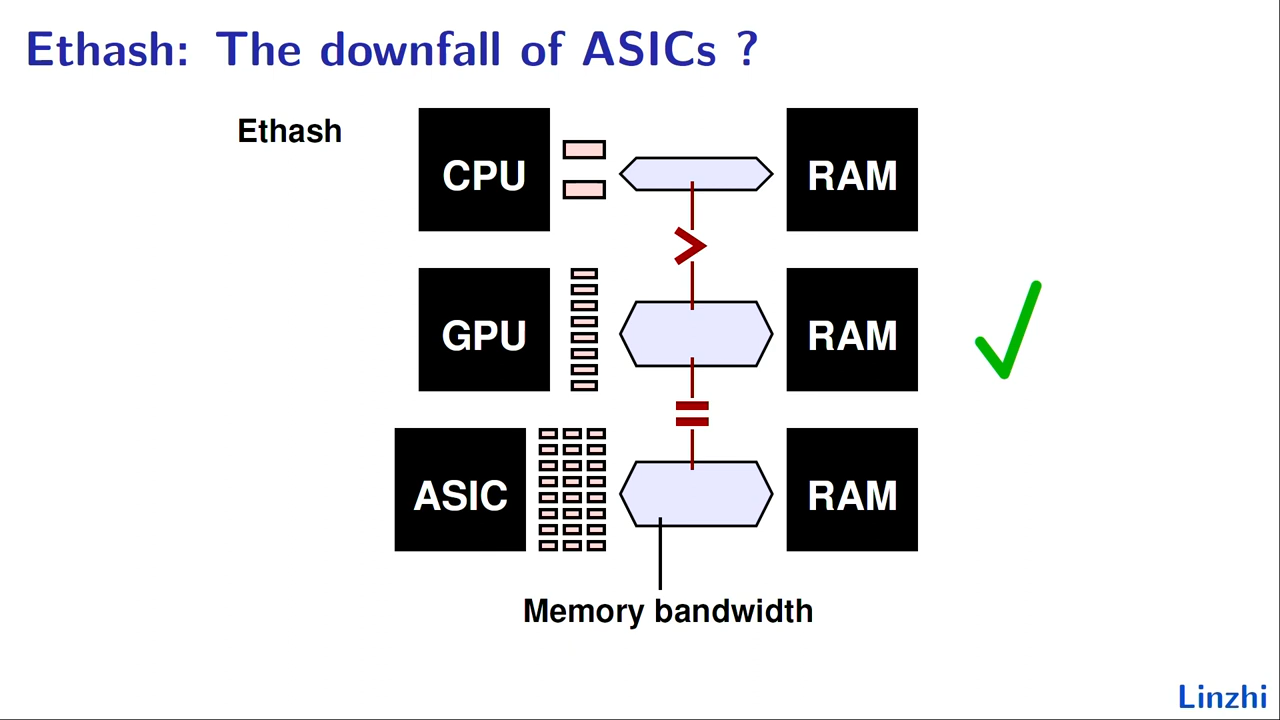 Ethash: The downfall of ASICs ?
Ethash
CPU
RAM
GPU
RAM
ASIC
RAM
Memory bandwidth
Linzhi